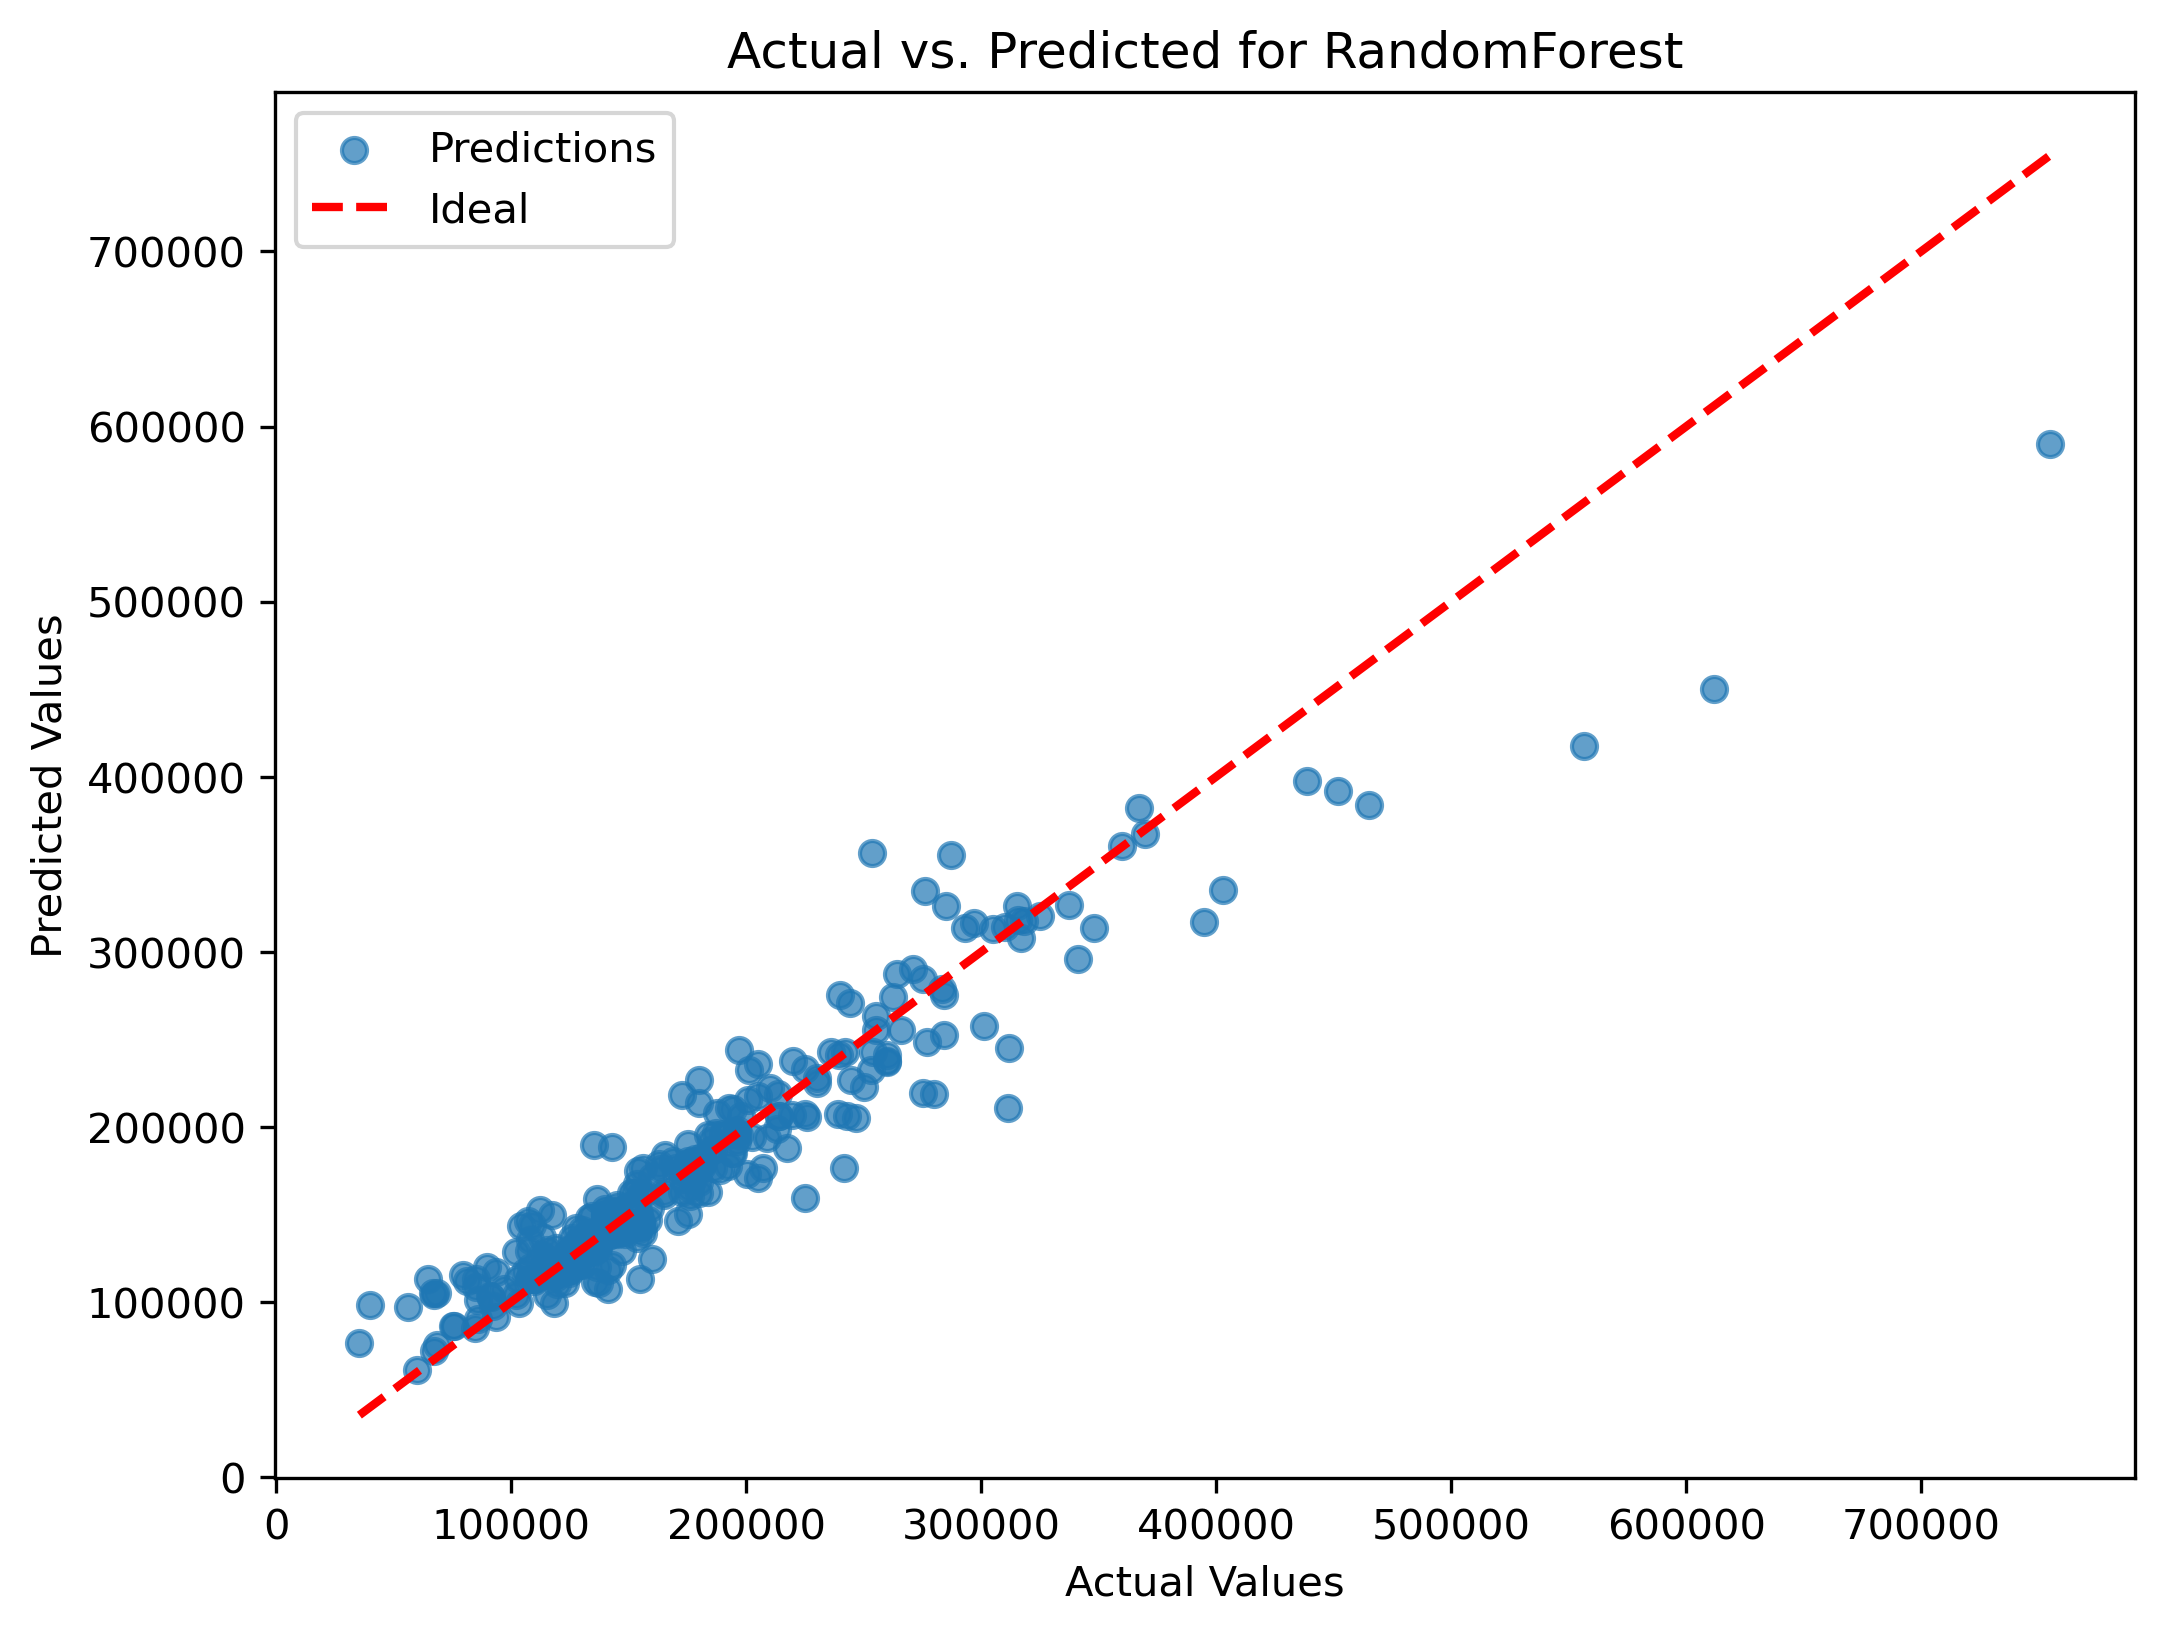 Actual vs. Predicted for RandomForest
Predictions
Ideal
700000
600000
500000
400000
300000
200000
100000
0
Predicted Values
0 100000 200000 300000 400000 500000 600000 700000
Actual Values